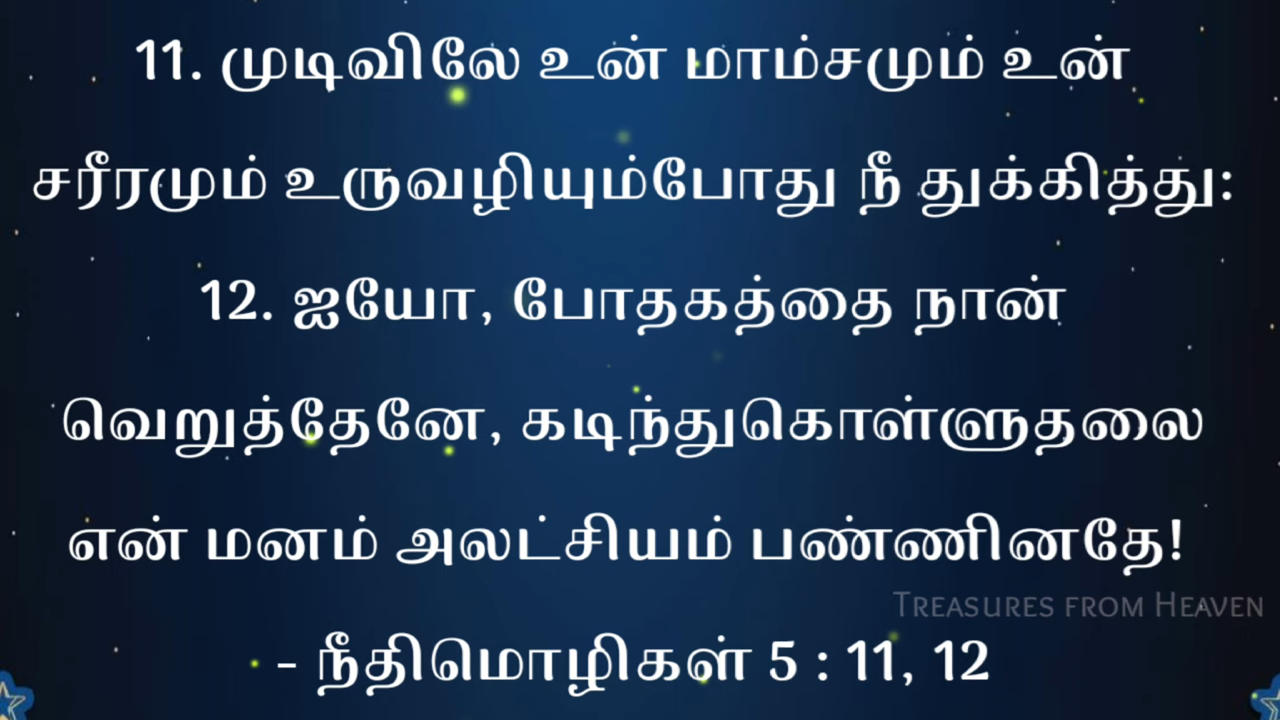 11. முடிவிலே உன் மாம்சமும் உன்
சரீரமும் உருவழியும்போது நீ துக்கித்து:
12. ஐயோ, போதகத்தை நான்
வெறுத்தேனே, கடிந்துகொள்ளுதலை
என் மனம் அலட்சியம் பண்ணினதே!
TREASURES FROM HEAVEN
- நீதிமொழிகள் 5 : 11, 12